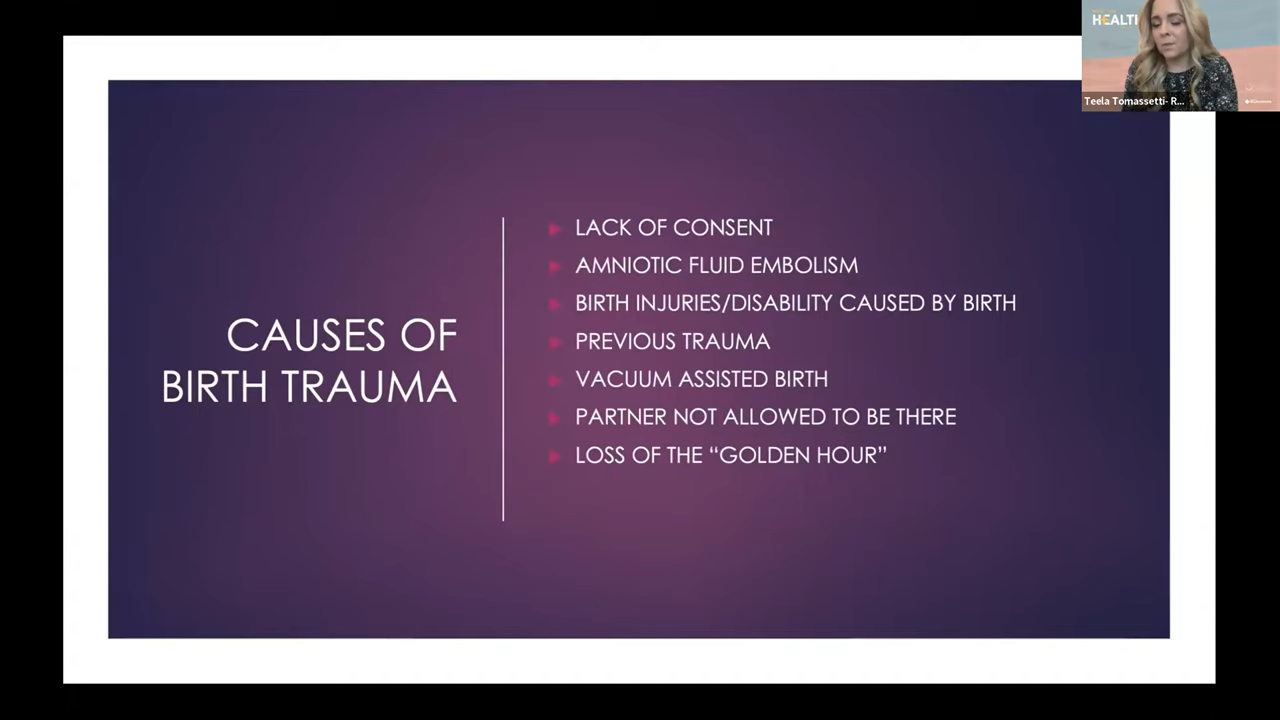 HEALTI
Teela Tomassetti- R...
CAUSES OF
BIRTH TRAUMA
LACK OF CONSENT
AMNIOTIC FLUID EMBOLISM
BIRTH INJURIES/DISABILITY CAUSED BY BIRTH
PREVIOUS TRAUMA
VACUUM ASSISTED BIRTH
PARTNER NOT ALLOWED TO BE THERE
LOSS OF THE “GOLDEN HOUR”